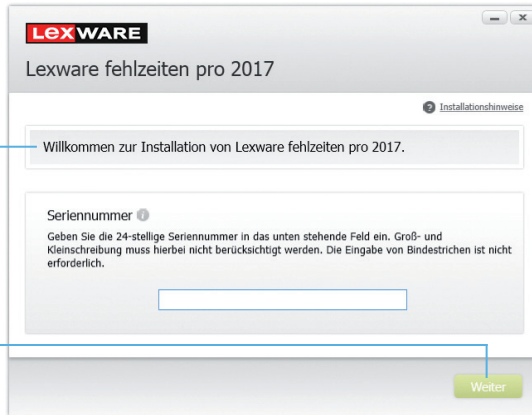 LEXWARE
Lexware fehlzeiten pro 2017
? Installationshinweise
Willkommen zur Installation von Lexware fehlzeiten pro 2017.
Seriennummer i
Geben Sie die 24-stellige Seriennummer in das unten stehende Feld ein. Groß- und
Kleinschreibung muss hierbei nicht berücksichtigt werden. Die Eingabe von Bindestrichen ist nicht
erforderlich.
Weiter